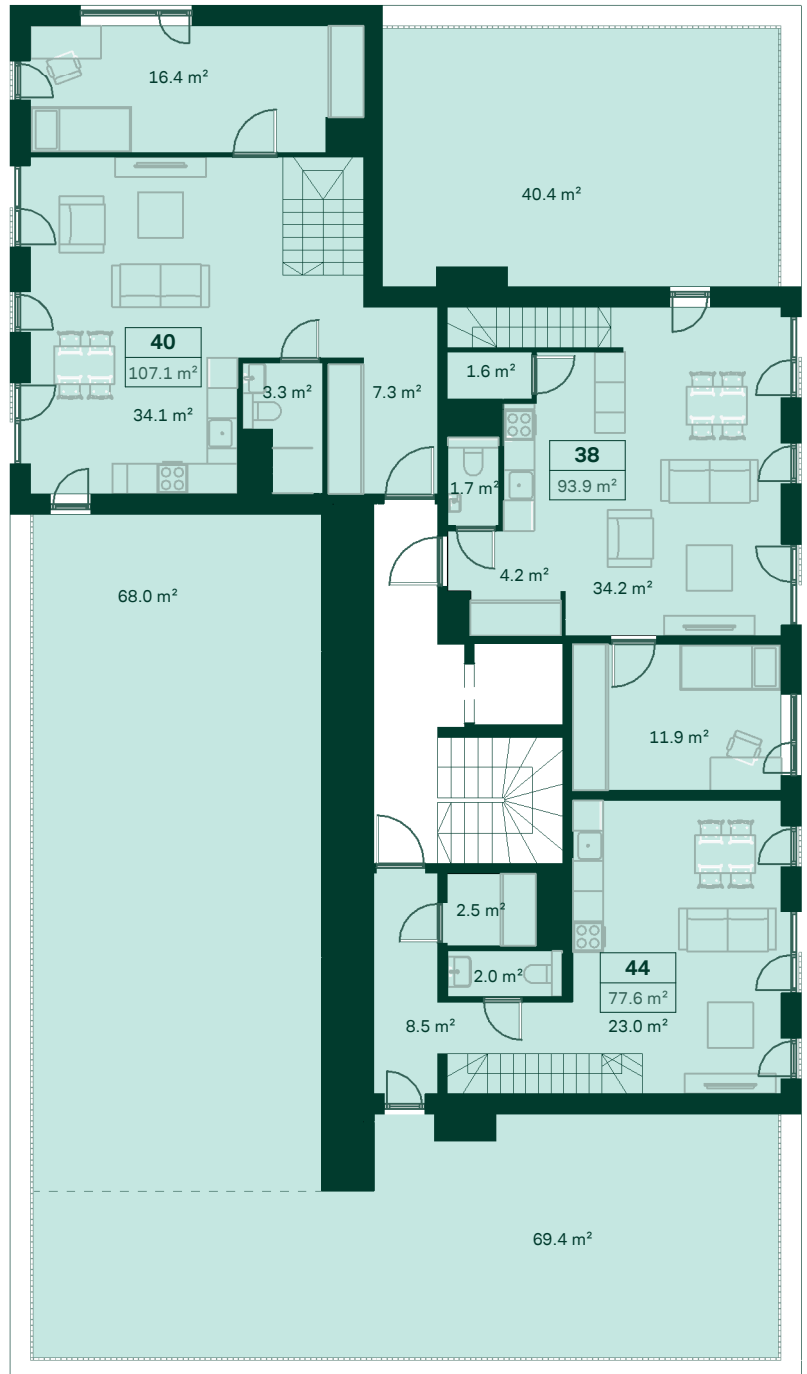 16.4 m²
40.4 m²
40
107.1 m²
34.1 m²
3.3 m²
7.3 m²
1.6 m²
38
93.9 m²
1.7 m²
4.2 m²
34.2 m²
68.0 m²
11.9 m²
2.5 m²
2.0 m²
44
77.6 m²
23.0 m²
8.5 m²
69.4 m²